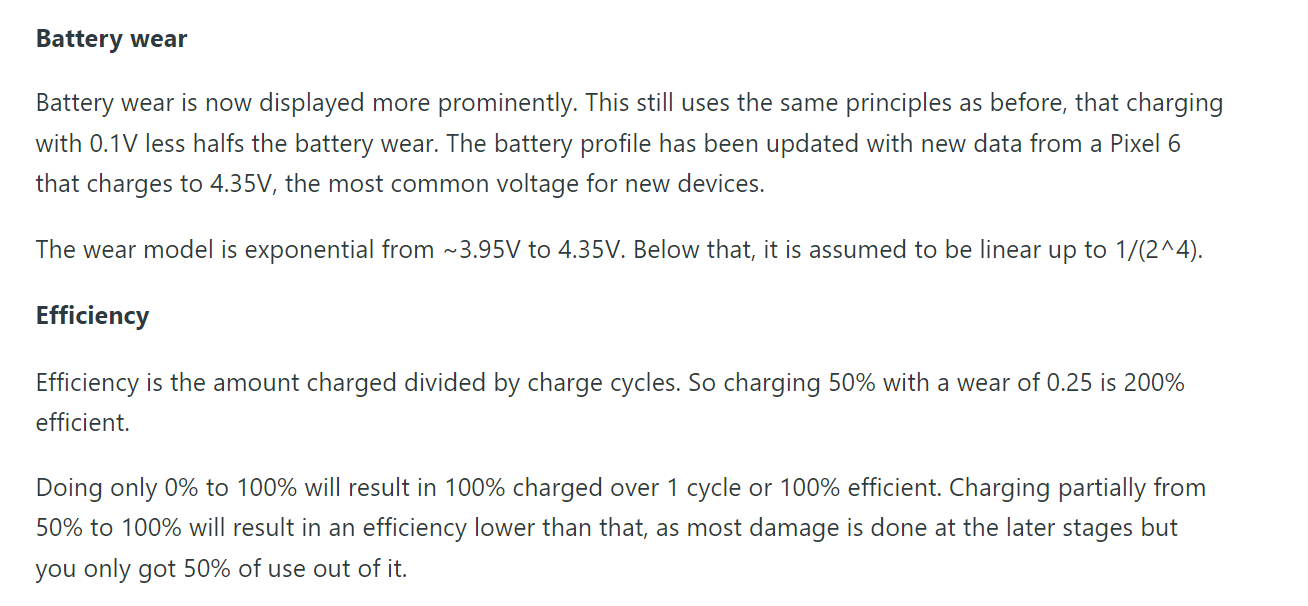 Battery wear
Battery wear is now displayed more prominently. This still uses the same principles as before, that charging
with 0.1V less halfs the battery wear. The battery profile has been updated with new data from a Pixel 6
that charges to 4.35V, the most common voltage for new devices.
The wear model is exponential from ~3.95V to 4.35V. Below that, it is assumed to be linear up to 1/(2^4).
Efficiency
Efficiency is the amount charged divided by charge cycles. So charging 50% with a wear of 0.25 is 200%
efficient.
Doing only 0% to 100% will result in 100% charged over 1 cycle or 100% efficient. Charging partially from
50% to 100% will result in an efficiency lower than that, as most damage is done at the later stages but
you only got 50% of use out of it.